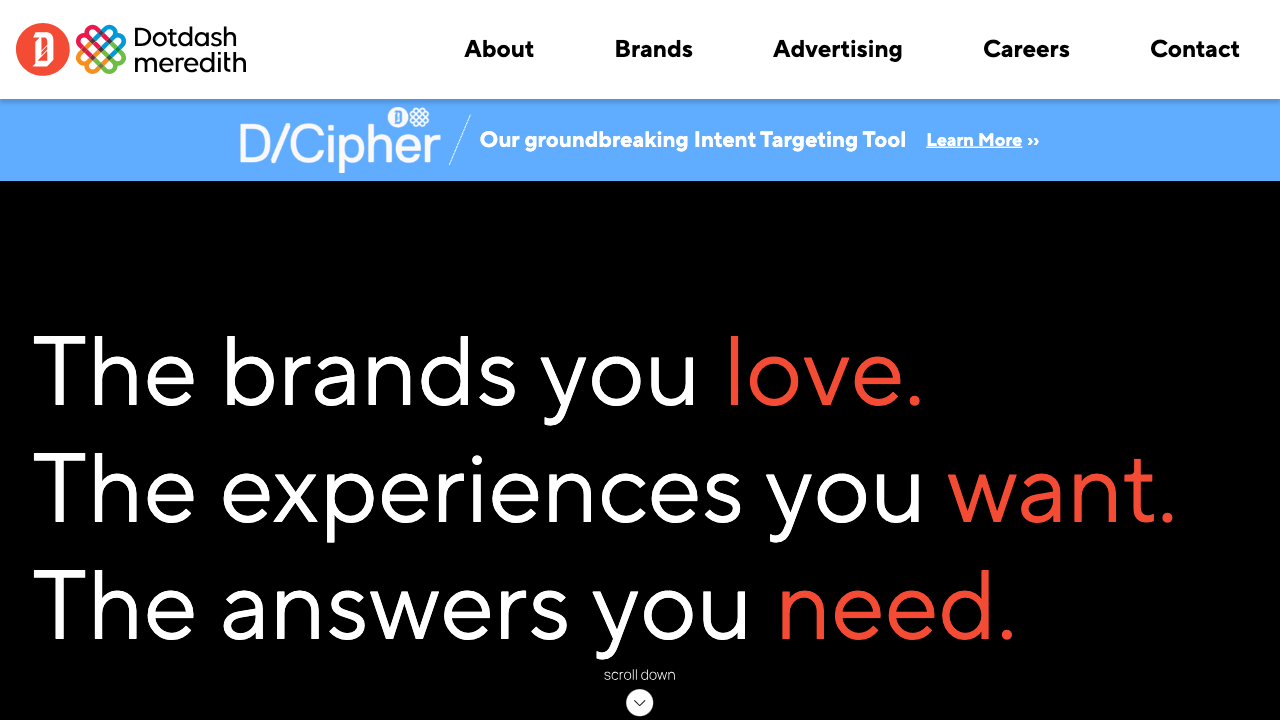 Dotdash
meredith
About
Brands
Advertising
Careers
Contact
D/Cipher
Our groundbreaking Intent Targeting Tool
Learn More ››
The brands you love.
The experiences you want.
The answers you need.
scroll down